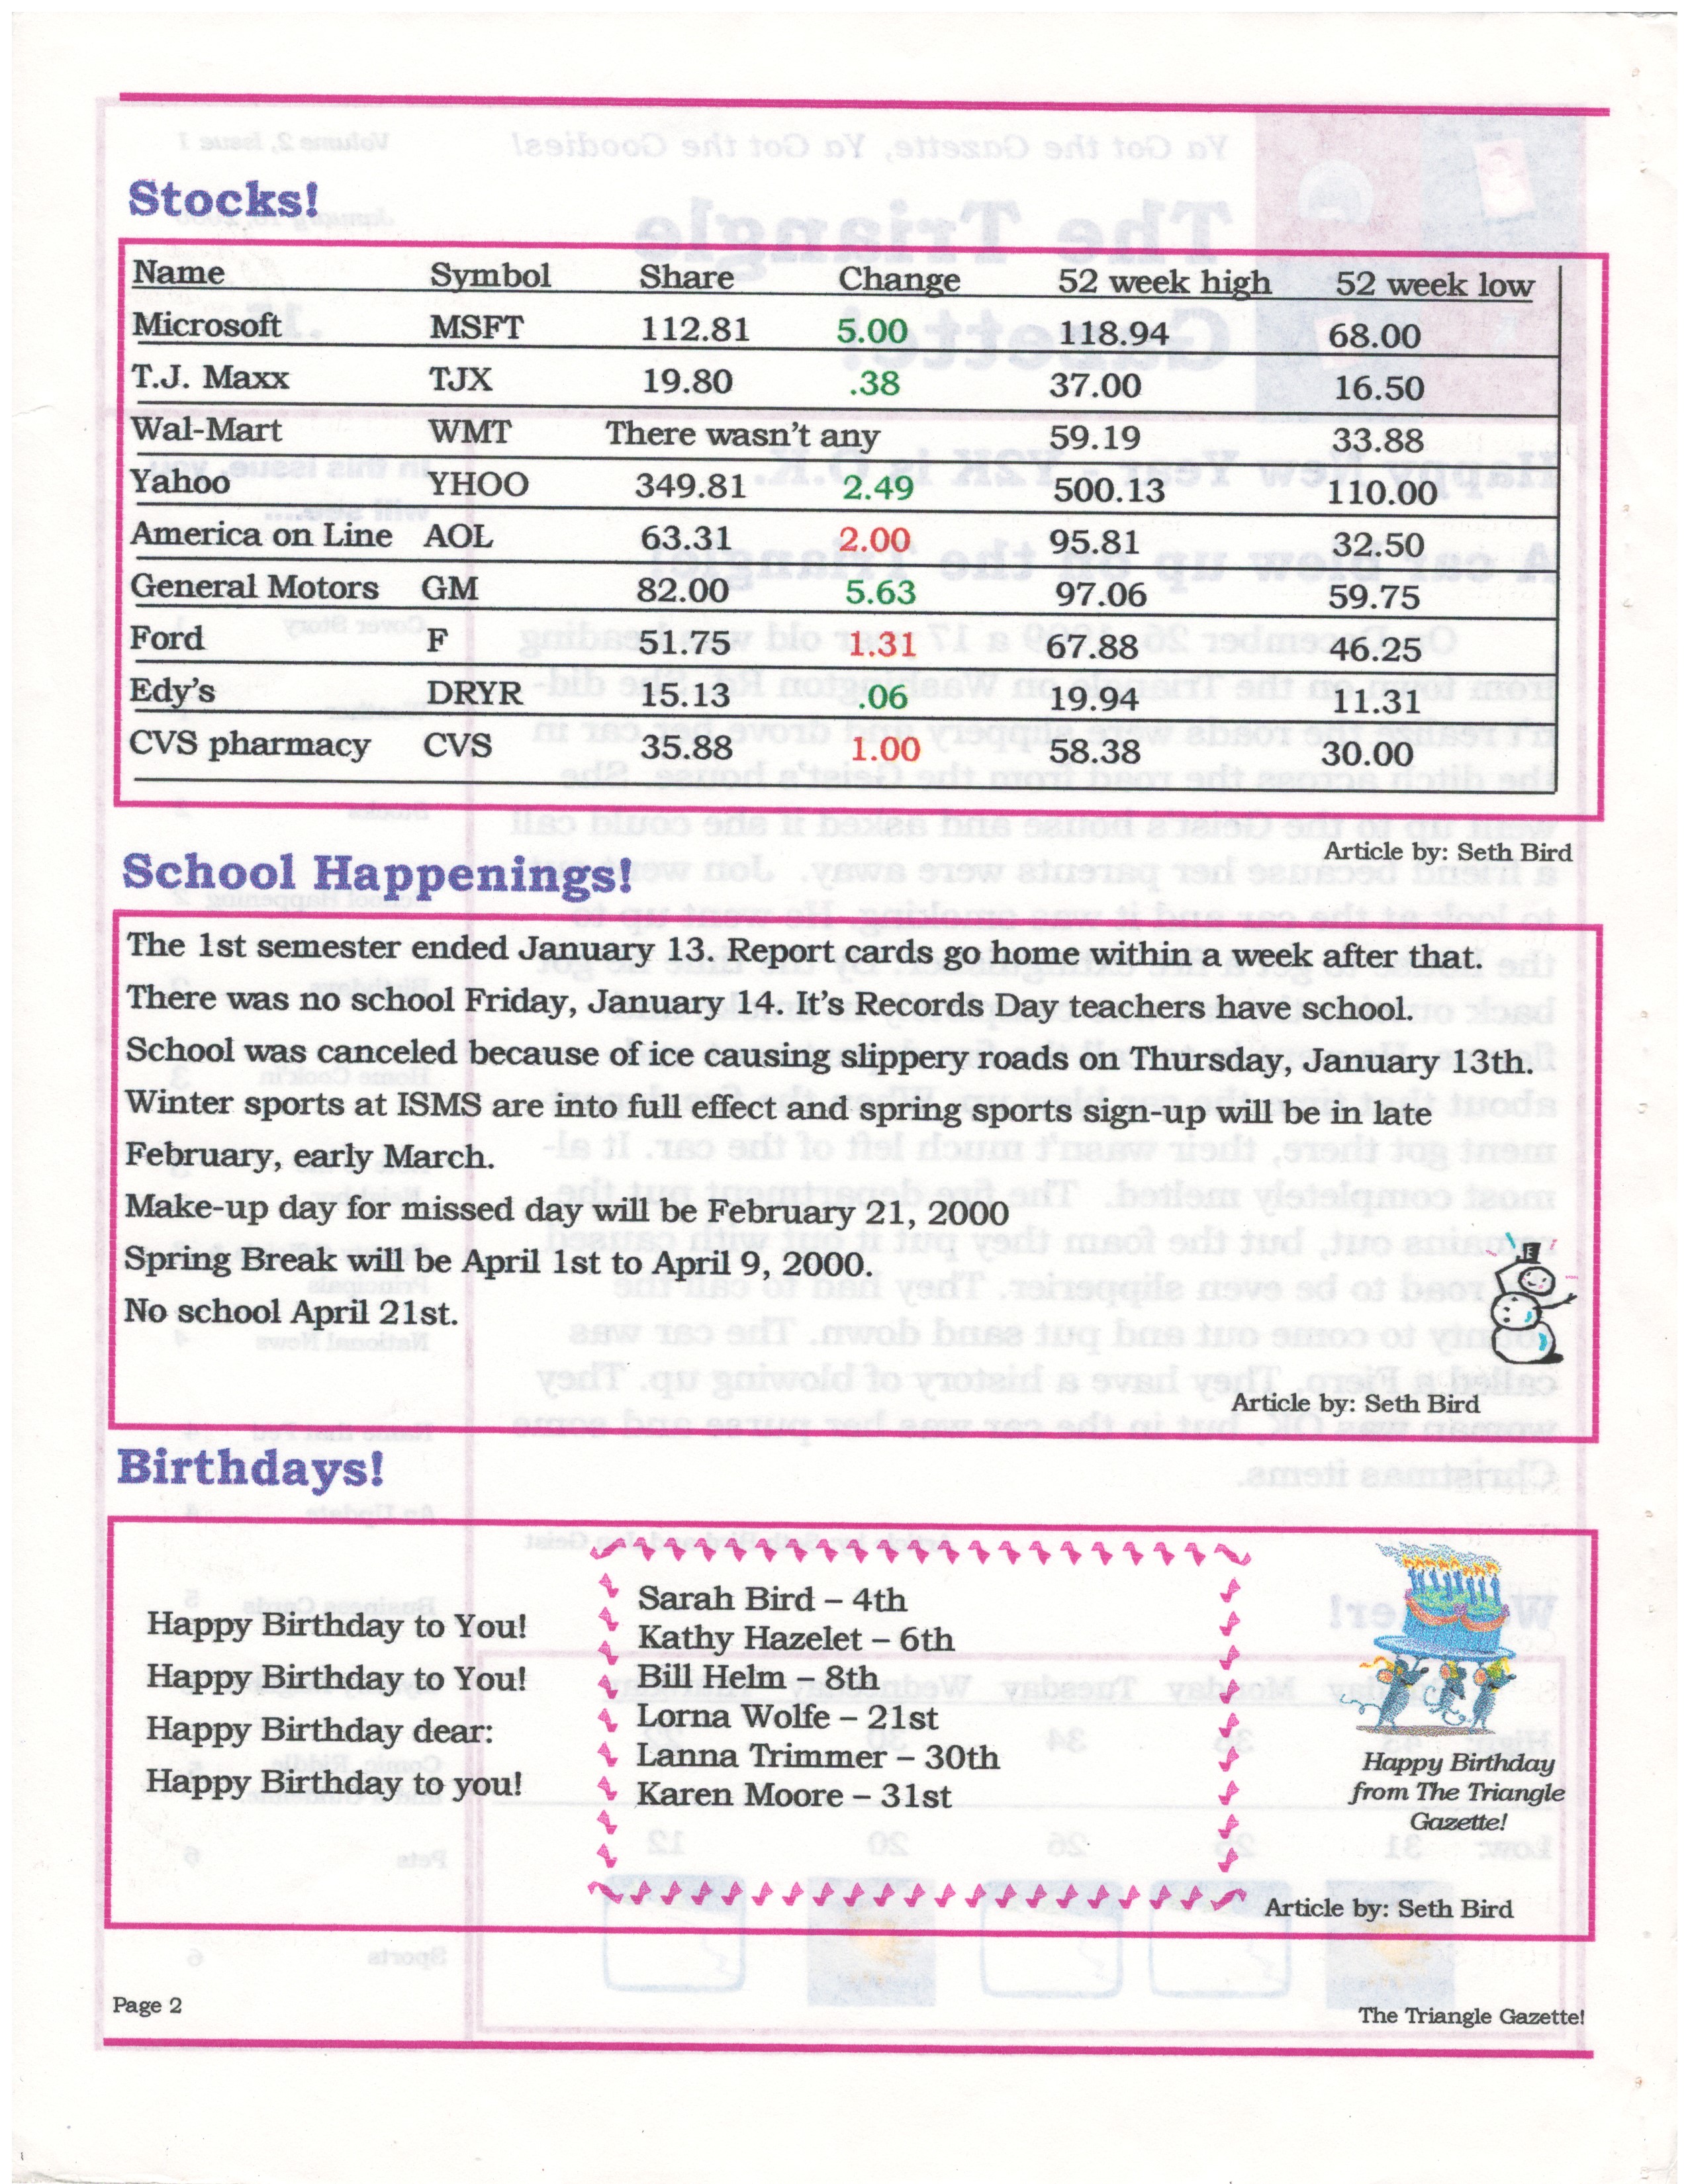 Stocks!
Name Symbol Share Change 52 week high 52 week low
Microsoft MSFT 112.81 5.00 118.94 68.00
T.J. Maxx TJX 19.80 .38 37.00 16.50
Wal-Mart WMT There wasn't any 59.19 33.88
Yahoo YHOO 349.81 2.49 500.13 110.00
America on Line AOL 63.31 2.00 95.81 32.50
General Motors GM 82.00 5.63 97.06 59.75
Ford F 51.75 1.31 67.88 46.25
Edy's DRYR 15.13 .06 19.94 11.31
CVS pharmacy CVS 35.88 1.00 58.38 30.00
Article by: Seth Bird
School Happenings!
The 1st semester ended January 13. Report cards go home within a week after that.
There was no school Friday, January 14. It's Records Day teachers have school.
School was canceled because of ice causing slippery roads on Thursday, January 13th.
Winter sports at ISMS are into full effect and spring sports sign-up will be in late
February, early March.
Make-up day for missed day will be February 21, 2000
Spring Break will be April 1st to April 9, 2000.
No school April 21st.
Article by: Seth Bird
Birthdays!
Happy Birthday to You!
Happy Birthday to You!
Happy Birthday dear:
Happy Birthday to you!
Sarah Bird – 4th
Kathy Hazelet – 6th
Bill Helm – 8th
Lorna Wolfe – 21st
Lanna Trimmer – 30th
Karen Moore – 31st
Happy Birthday
from The Triangle
Gazette!
Article by: Seth Bird
Page 2
The Triangle Gazette!